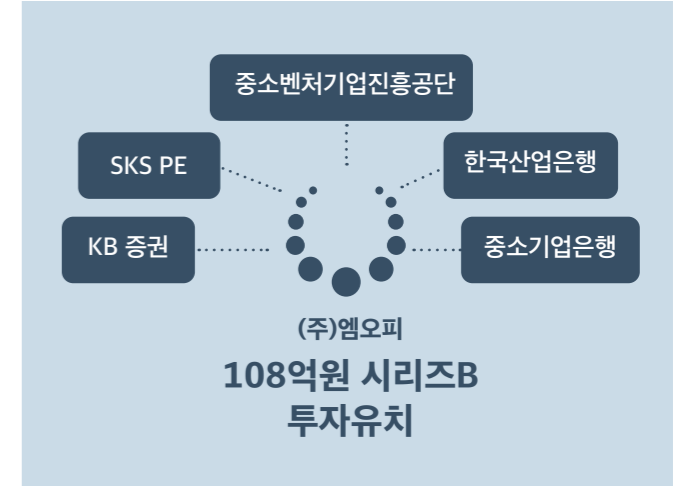 중소벤처기업진흥공단
SKS PE
한국산업은행
KB 증권
중소기업은행
(주)엠오피
108억원 시리즈B
투자유치